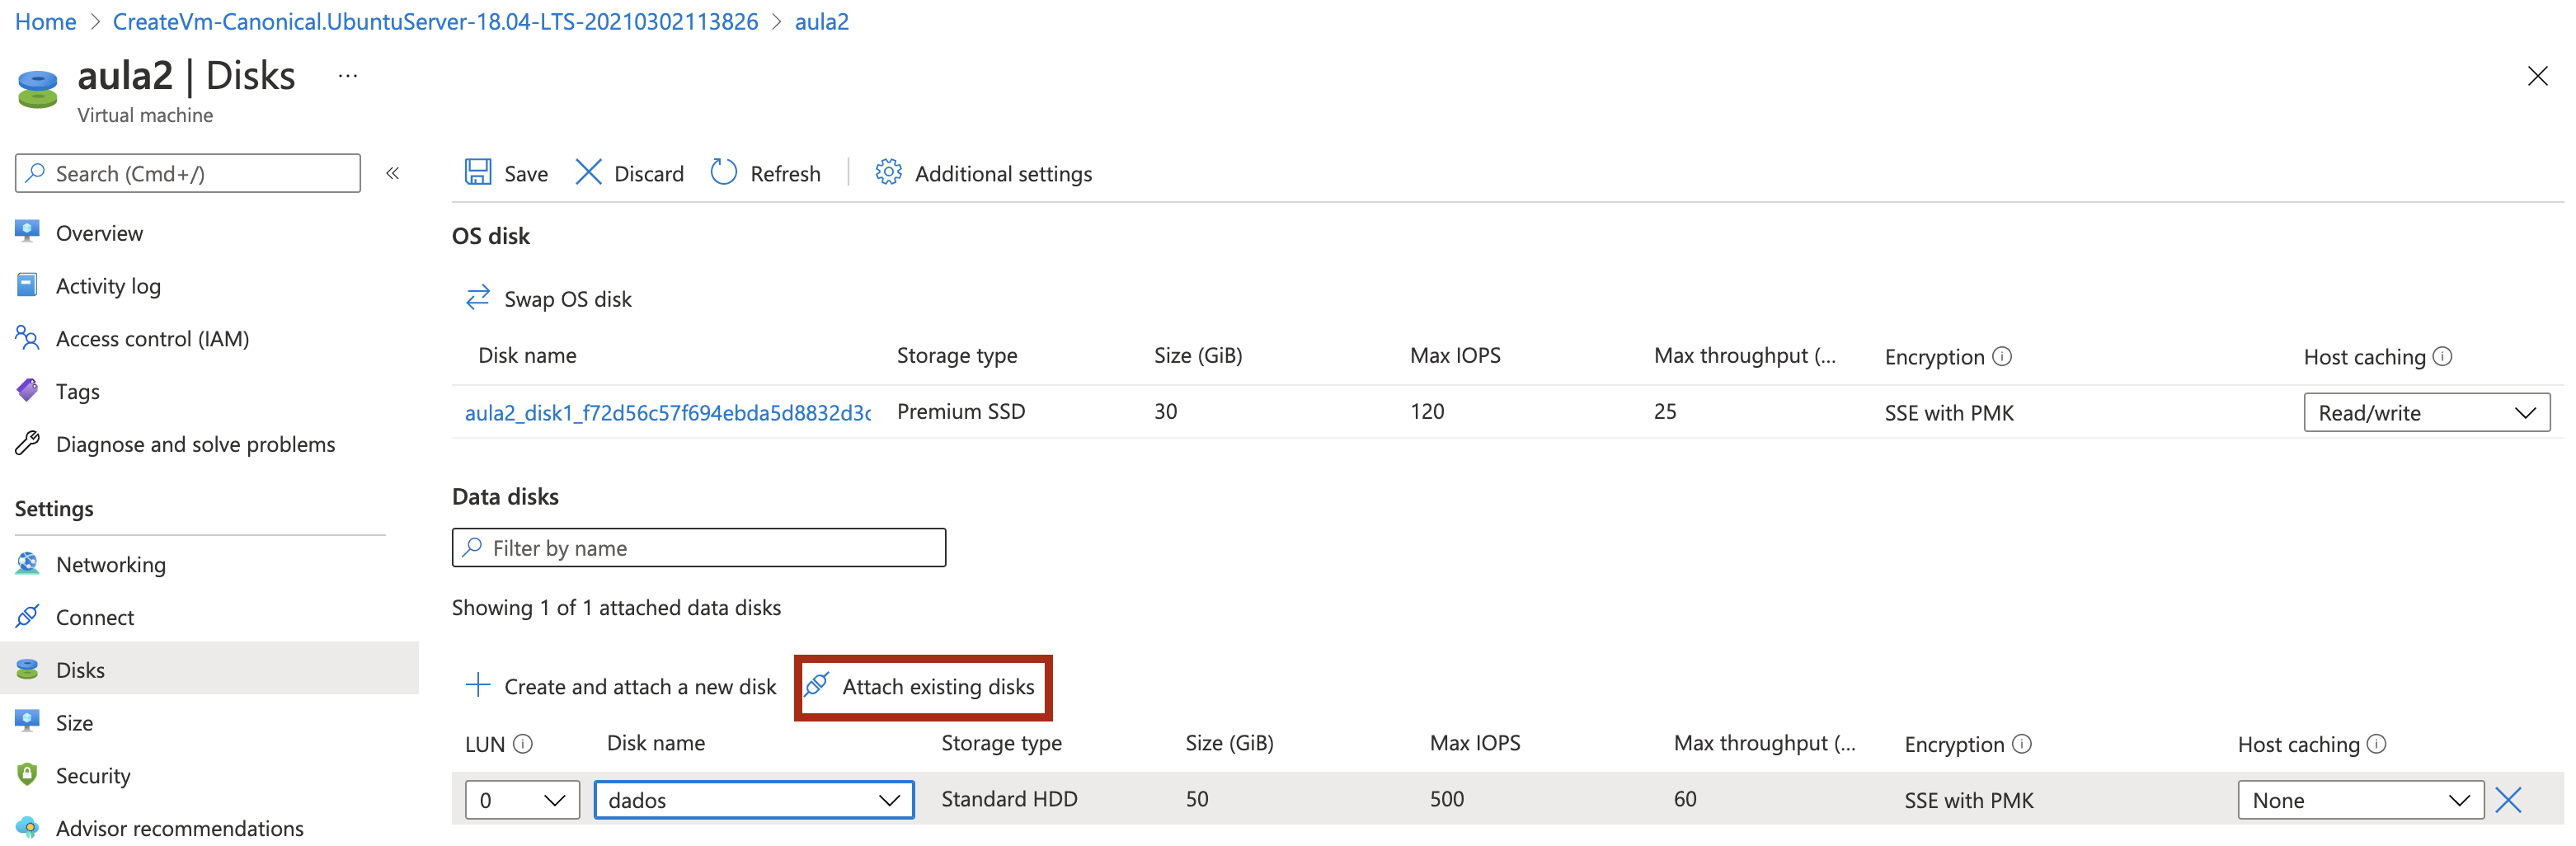 Home > CreateVm-Canonical.UbuntuServer-18.04-LTS-20210302113826 > aula2
aula2 | Disks ...
Virtual machine
Search (Cmd+/) «
Overview
Activity log
Access control (IAM)
Tags
Diagnose and solve problems
Settings
Networking
Connect
Disks
Size
Security
Advisor recommendations
Save Discard Refresh Additional settings
OS disk
Swap OS disk
Disk name Storage type Size (GiB) Max IOPS Max throughput (... Encryption Host caching
aula2_disk1_f72d56c57f694ebda5d8832d3c Premium SSD 30 120 25 SSE with PMK Read/write
Data disks
Filter by name
Showing 1 of 1 attached data disks
Create and attach a new disk Attach existing disks
LUN Disk name Storage type Size (GiB) Max IOPS Max throughput (... Encryption Host caching
0 dados Standard HDD 50 500 60 SSE with PMK None